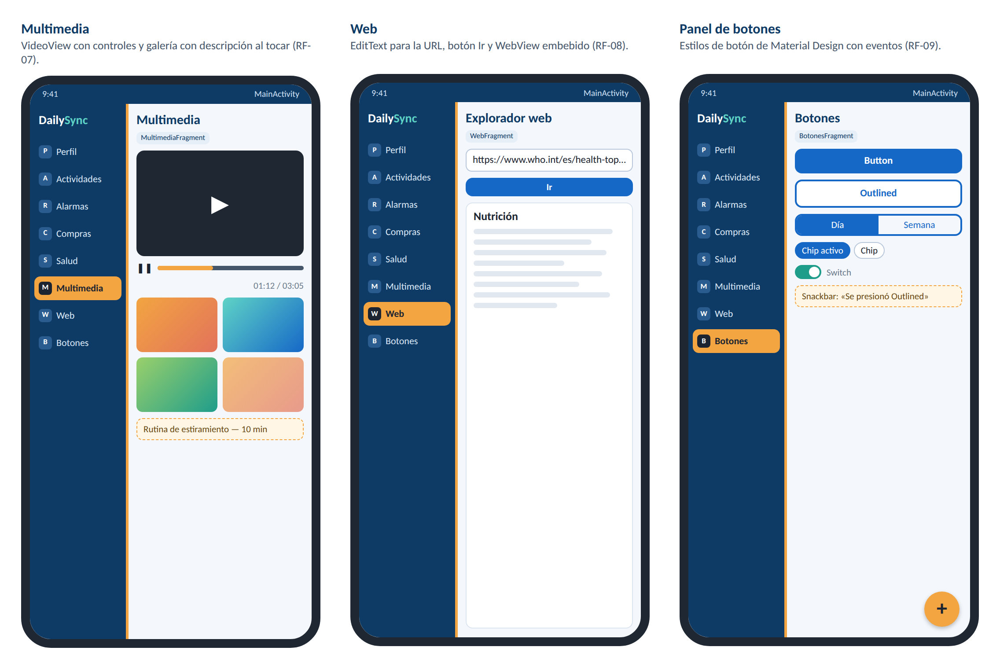 Multimedia
VideoView con controles y galería con descripción al tocar (RF-
07).
9:41
MainActivity
DailySync
P Perfil
A Actividades
R Alarmas
C Compras
S Salud
M Multimedia
W Web
B Botones
Multimedia
MultimediaFragment
01:12 / 03:05
Rutina de estiramiento — 10 min
Web
EditText para la URL, botón Ir y WebView embebido (RF-08).
9:41
MainActivity
DailySync
P Perfil
A Actividades
R Alarmas
C Compras
S Salud
M Multimedia
W Web
B Botones
Explorador web
WebFragment
https://www.who.int/es/health-top...
Ir
Nutrición
Panel de botones
Estilos de botón de Material Design con eventos (RF-09).
9:41
MainActivity
DailySync
P Perfil
A Actividades
R Alarmas
C Compras
S Salud
M Multimedia
W Web
B Botones
Botones
BotonesFragment
Button
Outlined
Día
Semana
Chip activo
Chip
Switch
Snackbar: «Se presionó Outlined»
+